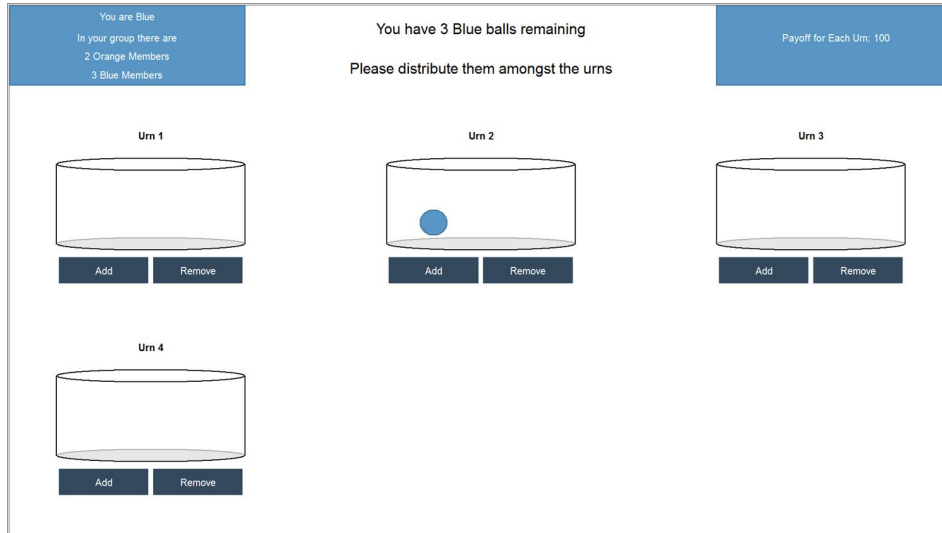 You are Blue
In your group there are
2 Orange Members
3 Blue Members
You have 3 Blue balls remaining
Please distribute them amongst the urns
Payoff for Each Urn: 100
Urn 1
Urn 2
Urn 3
Add Remove
Add Remove
Add Remove
Urn 4
Add Remove